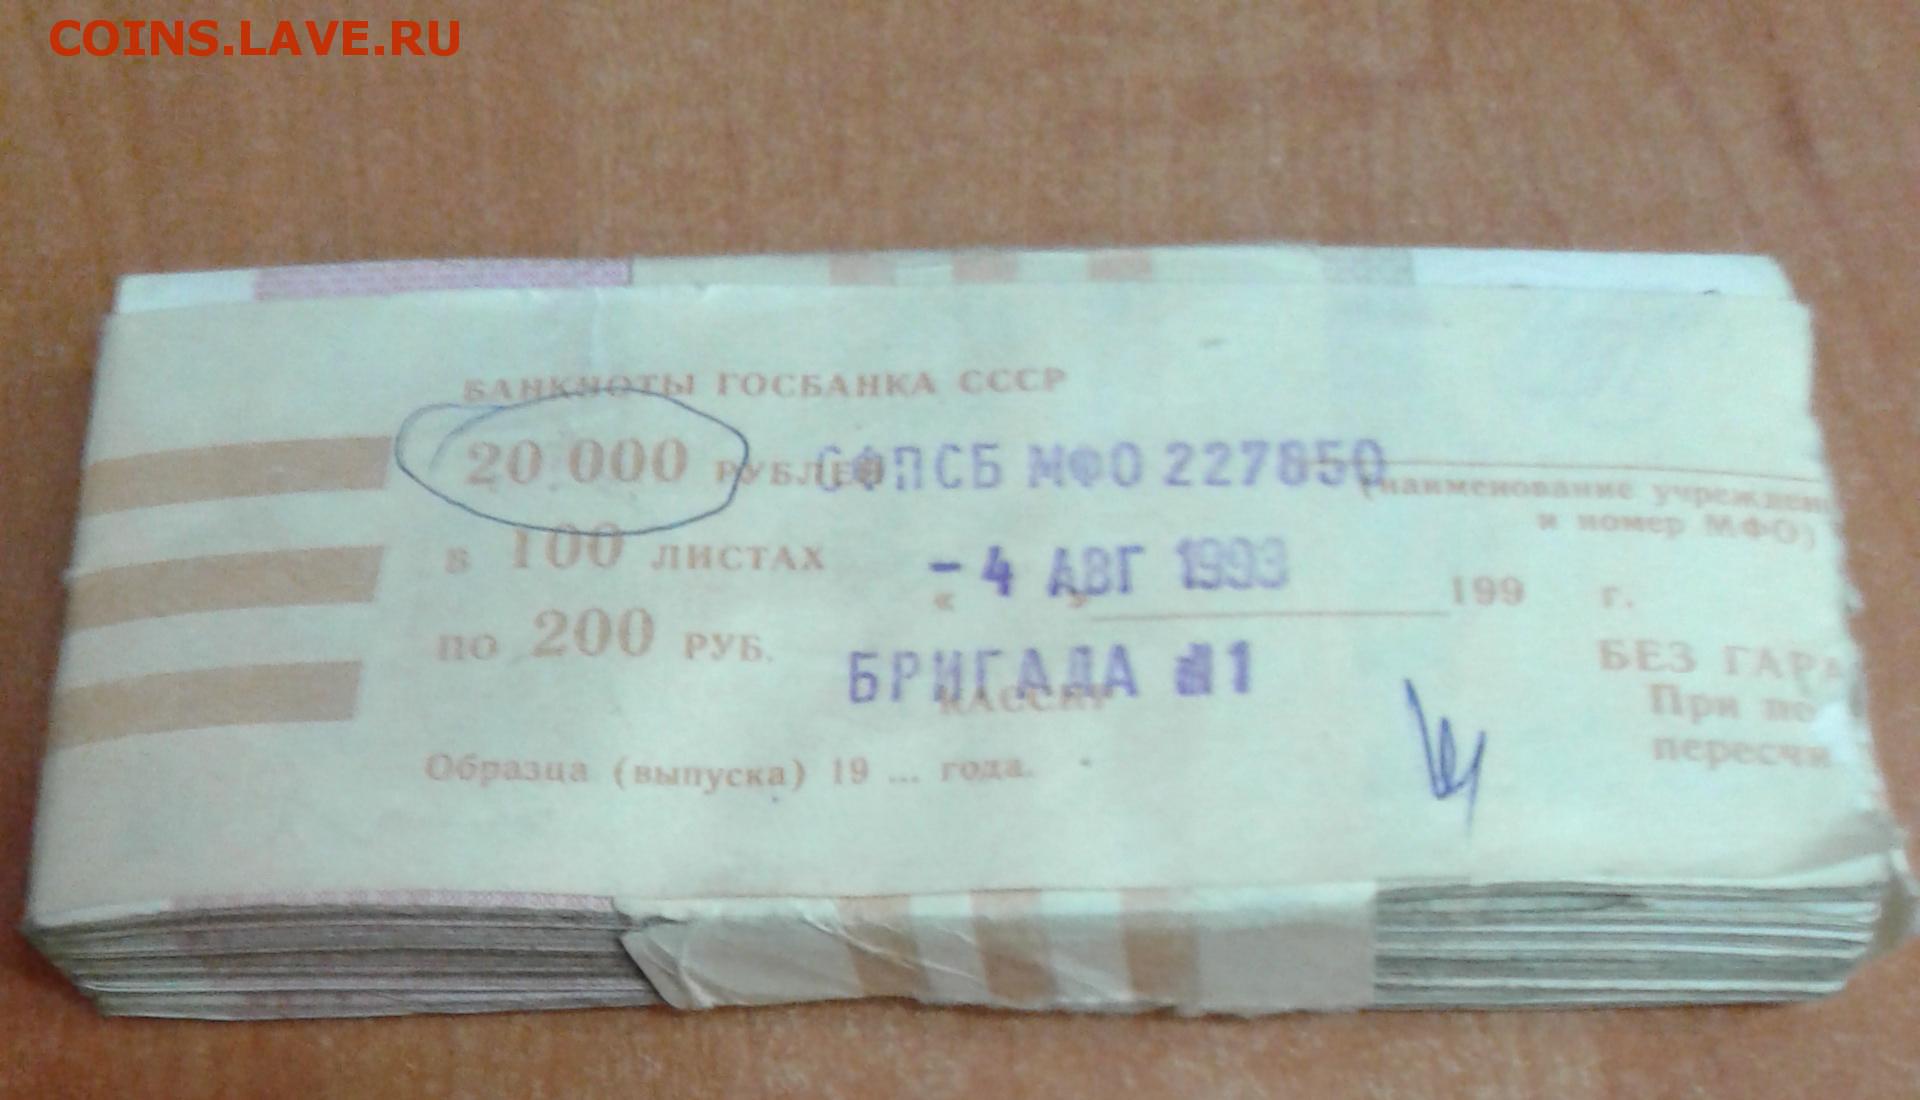 COINS.LAVE.RU
БАНКНОТЫ ГОСБАНКА СССР
20 000 РУБЛЕЙ СФПСБ МФО 227850
(наименование учрежден
и номер МФО)
в 100 ЛИСТАХ
- 4 АВГ 1993
« » 199 г.
по 200 РУБ.
БРИГАДА 1
КАССИР
БЕЗ ГАРА
При по
пересчи
Образца (выпуска) 19 ... года.